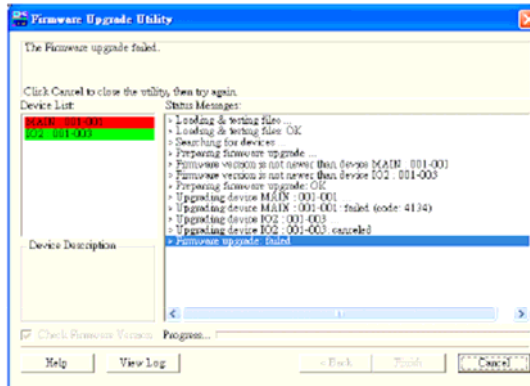 Firmware Upgrade Utility
The Firmware upgrade failed.
Click Cancel to close the utility, then try again.
Device List:
Status Messages:
MAIN : 001-001
IO2 : 001-003
> Loading & testing files ...
> Loading & testing files: OK
> Searching for devices ...
> Preparing firmware upgrade ...
> Firmware version is not newer than device MAIN : 001-001
> Firmware version is not newer than device IO2 : 001-003
> Preparing firmware upgrade: OK
> Upgrading device MAIN : 001-001
> Upgrading device MAIN : 001-001: failed (code: 4134)
> Upgrading device IO2 : 001-003
> Upgrading device IO2 : 001-003: canceled
> Firmware upgrade: failed
Device Description
Check Firmware Version
Progress...
Help
View Log
< Back
Finish
Cancel